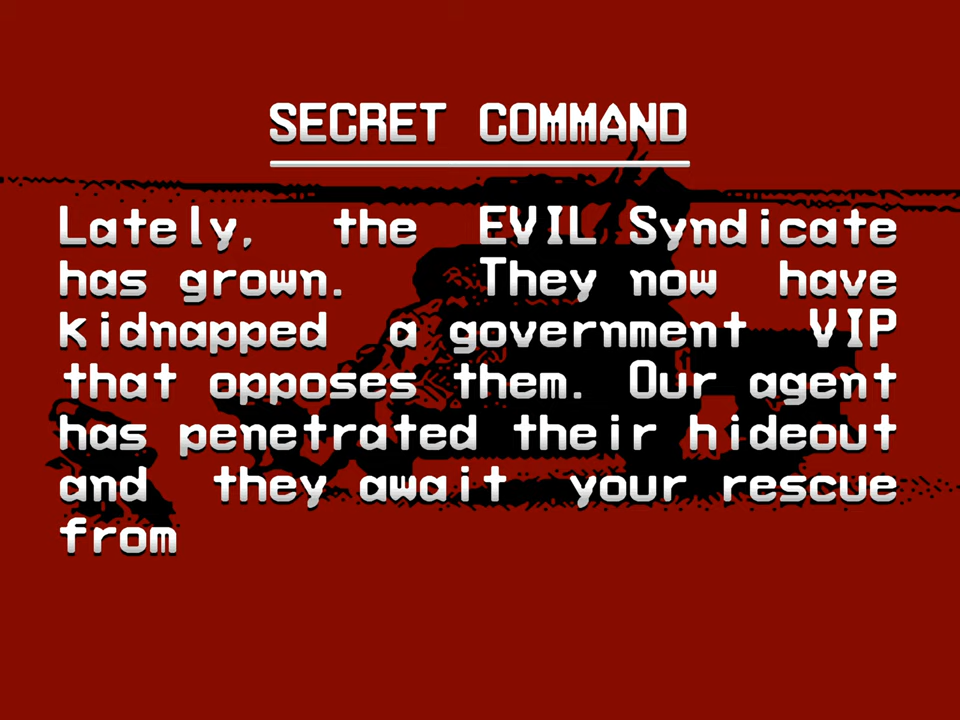 SECRET COMMAND
Lately, the EVIL Syndicate
has grown. They now have
kidnapped a government VIP
that opposes them. Our agent
has penetrated their hideout
and they await your rescue
from